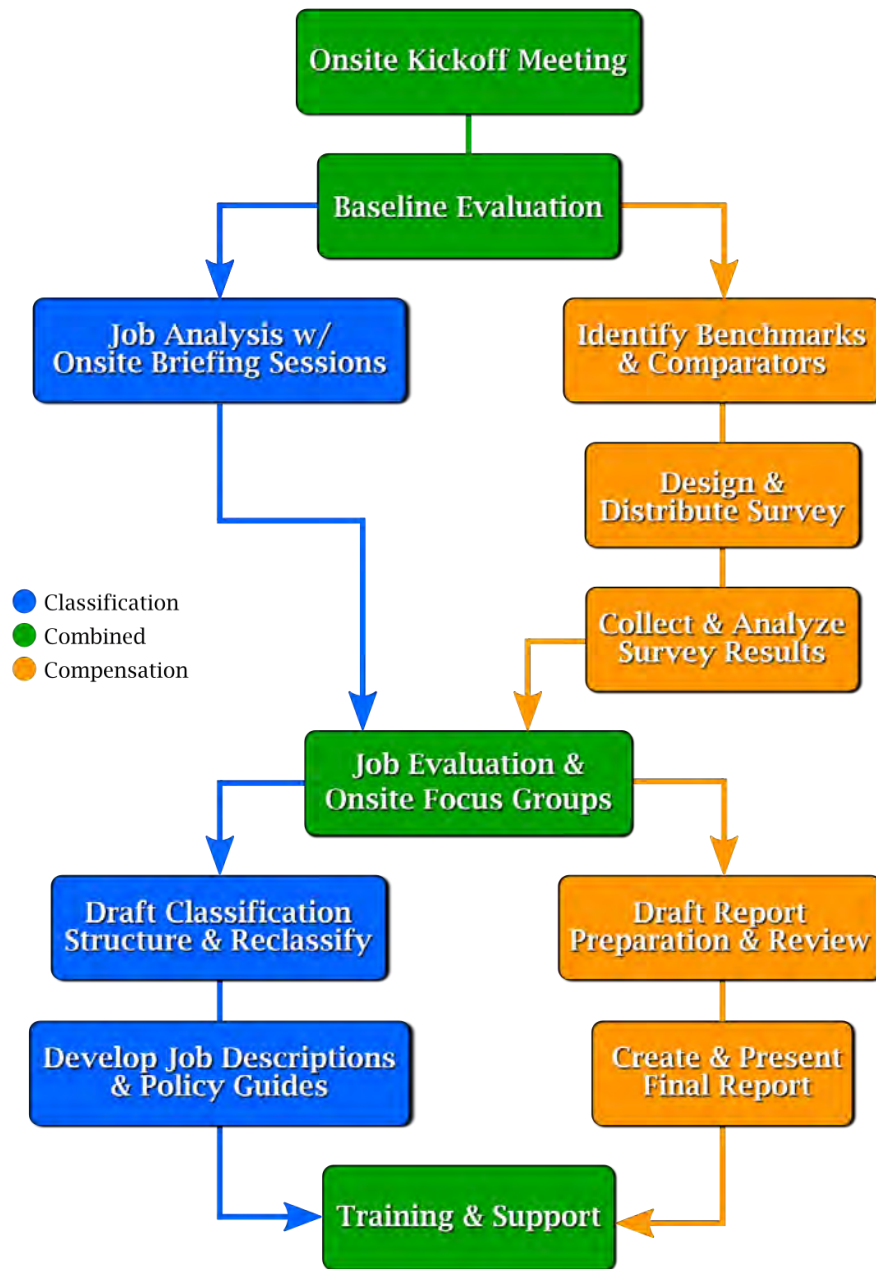 Onsite Kickoff Meeting
Baseline Evaluation
Job Analysis w/
Onsite Briefing Sessions
Identify Benchmarks
& Comparators
Design &
Distribute Survey
Classification
Combined
Compensation
Collect & Analyze
Survey Results
Job Evaluation &
Onsite Focus Groups
Draft Classification
Structure & Reclassify
Draft Report
Preparation & Review
Develop Job Descriptions
& Policy Guides
Create & Present
Final Report
Training & Support